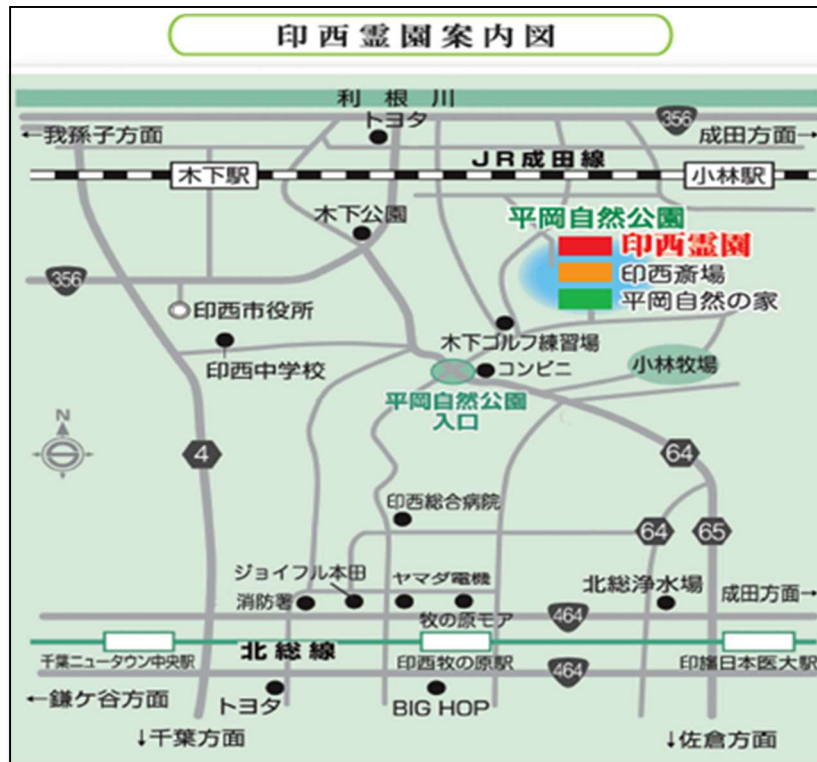 印西霊園案内図
利根川
トヨタ
356
←我孫子方面
成田方面→
JR成田線
木下駅
小林駅
木下公園
平岡自然公園
印西霊園
印西斎場
平岡自然の家
356
印西市役所
木下ゴルフ練習場
印西中学校
コンビニ
小林牧場
平岡自然公園
入口
N
4
64
印西総合病院
64
65
ジョイフル本田
ヤマダ電機
北総浄水場
消防署
成田方面→
牧の原モア
464
北総線
千葉ニュータウン中央駅
印西牧の原駅
印旛日本医大駅
464
←鎌ケ谷方面
トヨタ
BIG HOP
↓千葉方面
↓佐倉方面